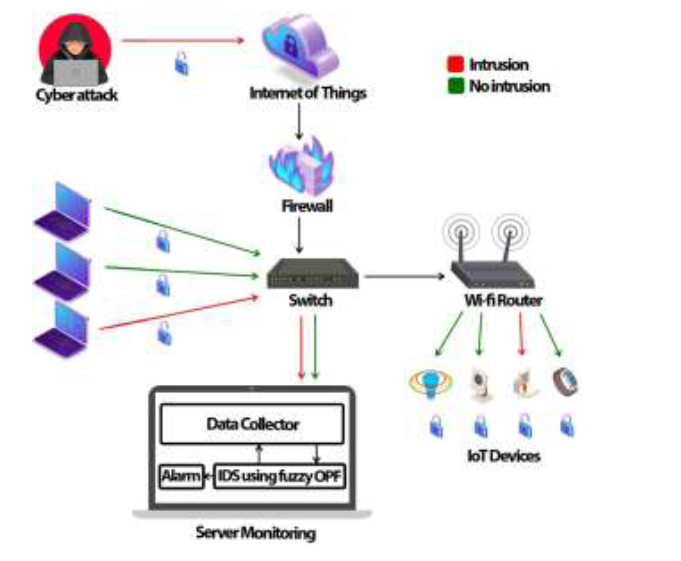 Cyber attack
Internet of Things
Intrusion
No intrusion
Firewall
Switch
Wi-fi Router
Data Collector
Alarm
IDS using fuzzy OPF
IoT Devices
Server Monitoring